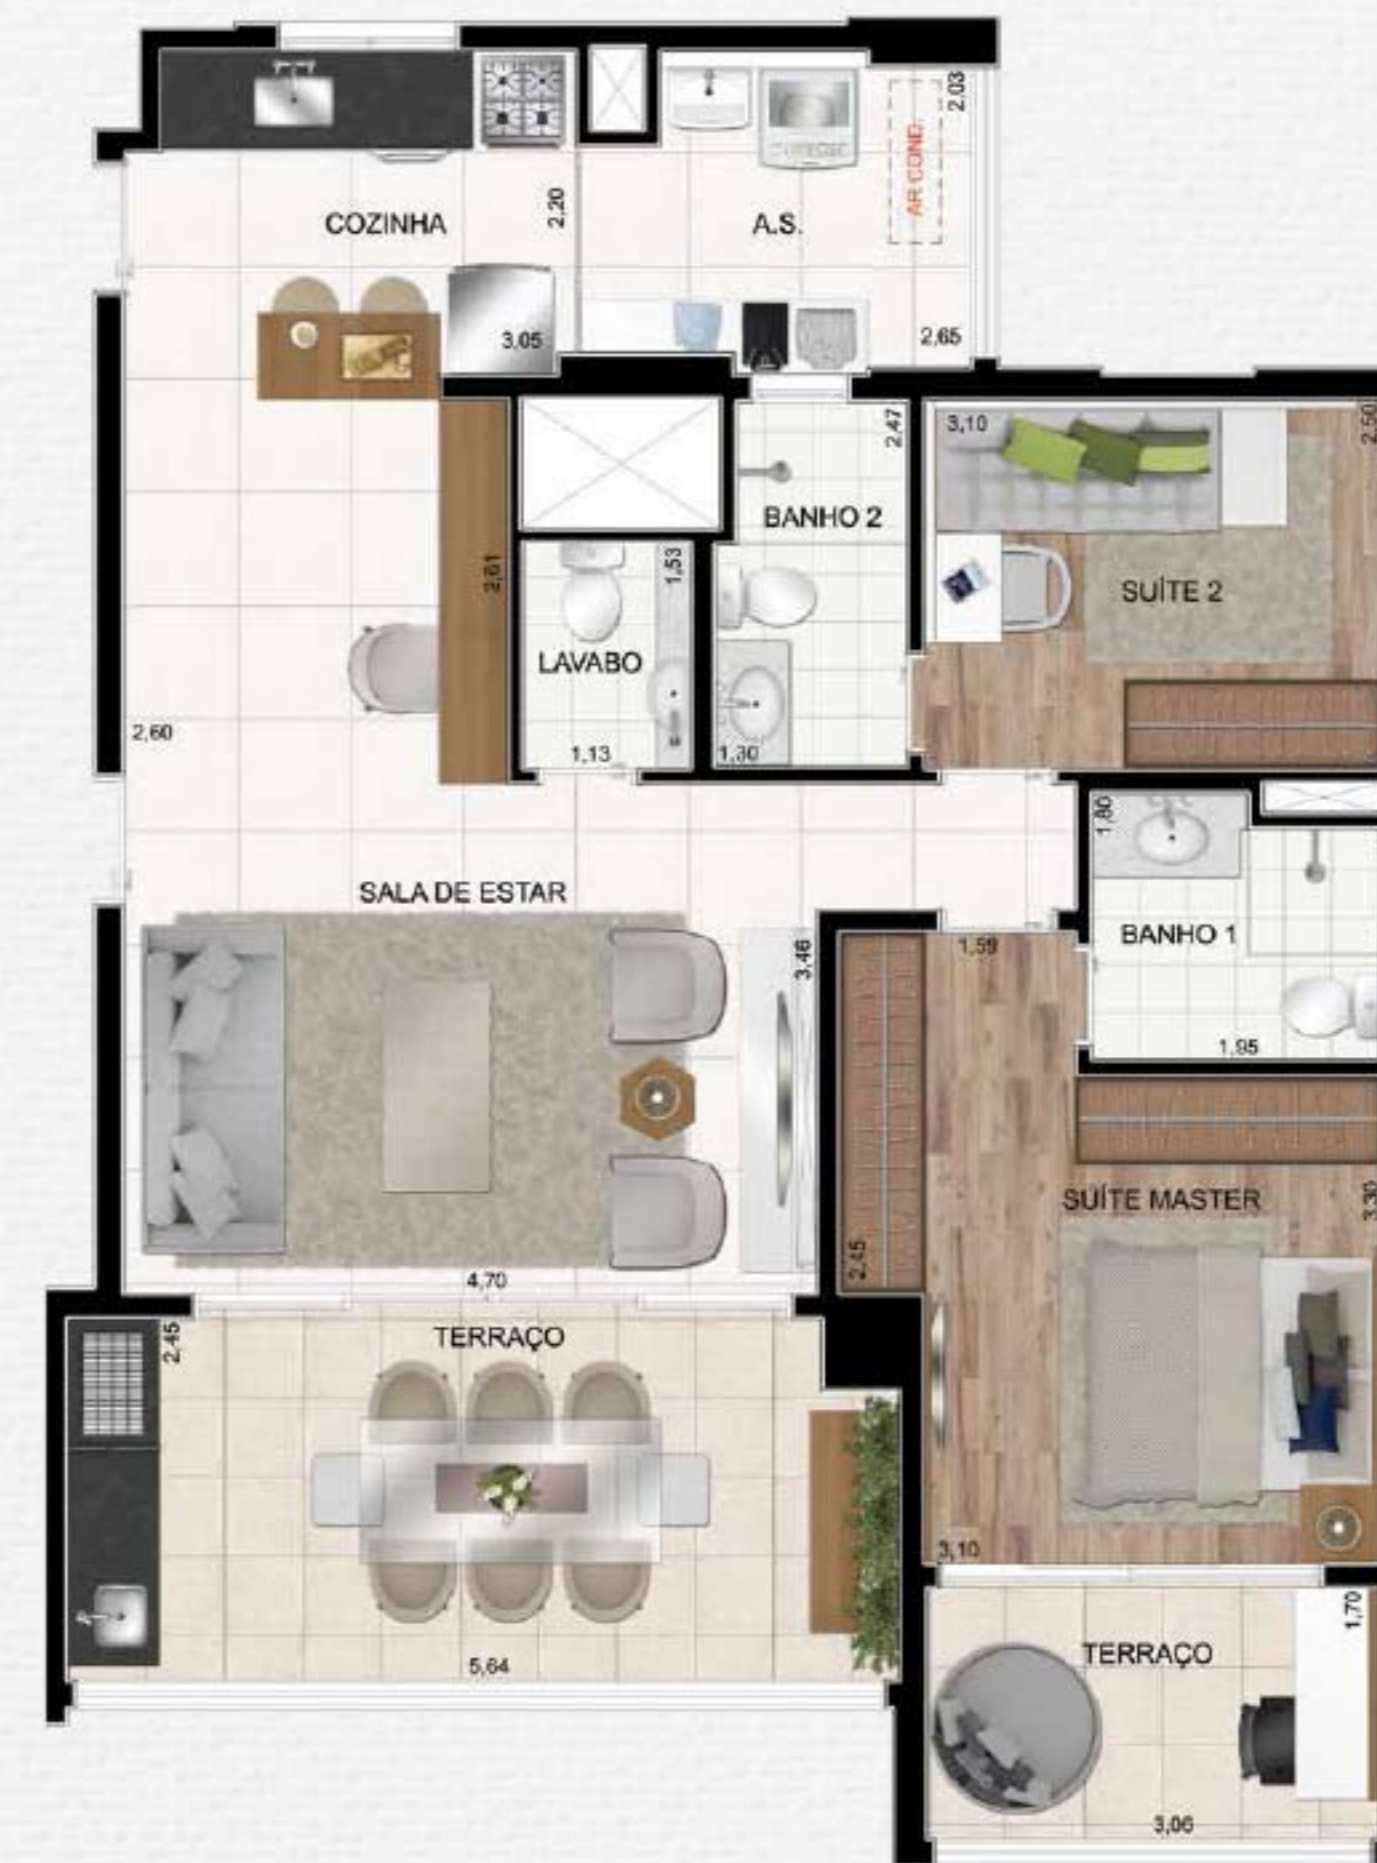 2,03
AR COND.
2,20
COZINHA
A.S.
3,05
2,65
2,47
3,10
2,50
BANHO 2
2,61
1,53
SUÍTE 2
LAVABO
2,60
1,13
1,30
1,80
SALA DE ESTAR
BANHO 1
1,59
3,46
1,95
SUÍTE MASTER
3,30
2,45
4,70
TERRAÇO
2,45
3,10
1,70
TERRAÇO
5,64
3,06